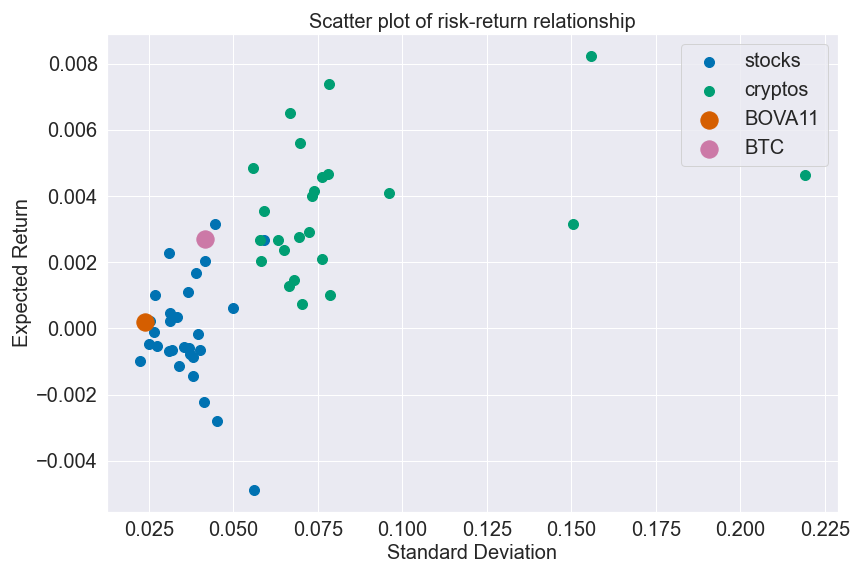 Scatter plot of risk-return relationship
stocks
cryptos
BOVA11
BTC
Expected Return
0.008
0.006
0.004
0.002
0.000
−0.002
−0.004
0.025 0.050 0.075 0.100 0.125 0.150 0.175 0.200 0.225
Standard Deviation